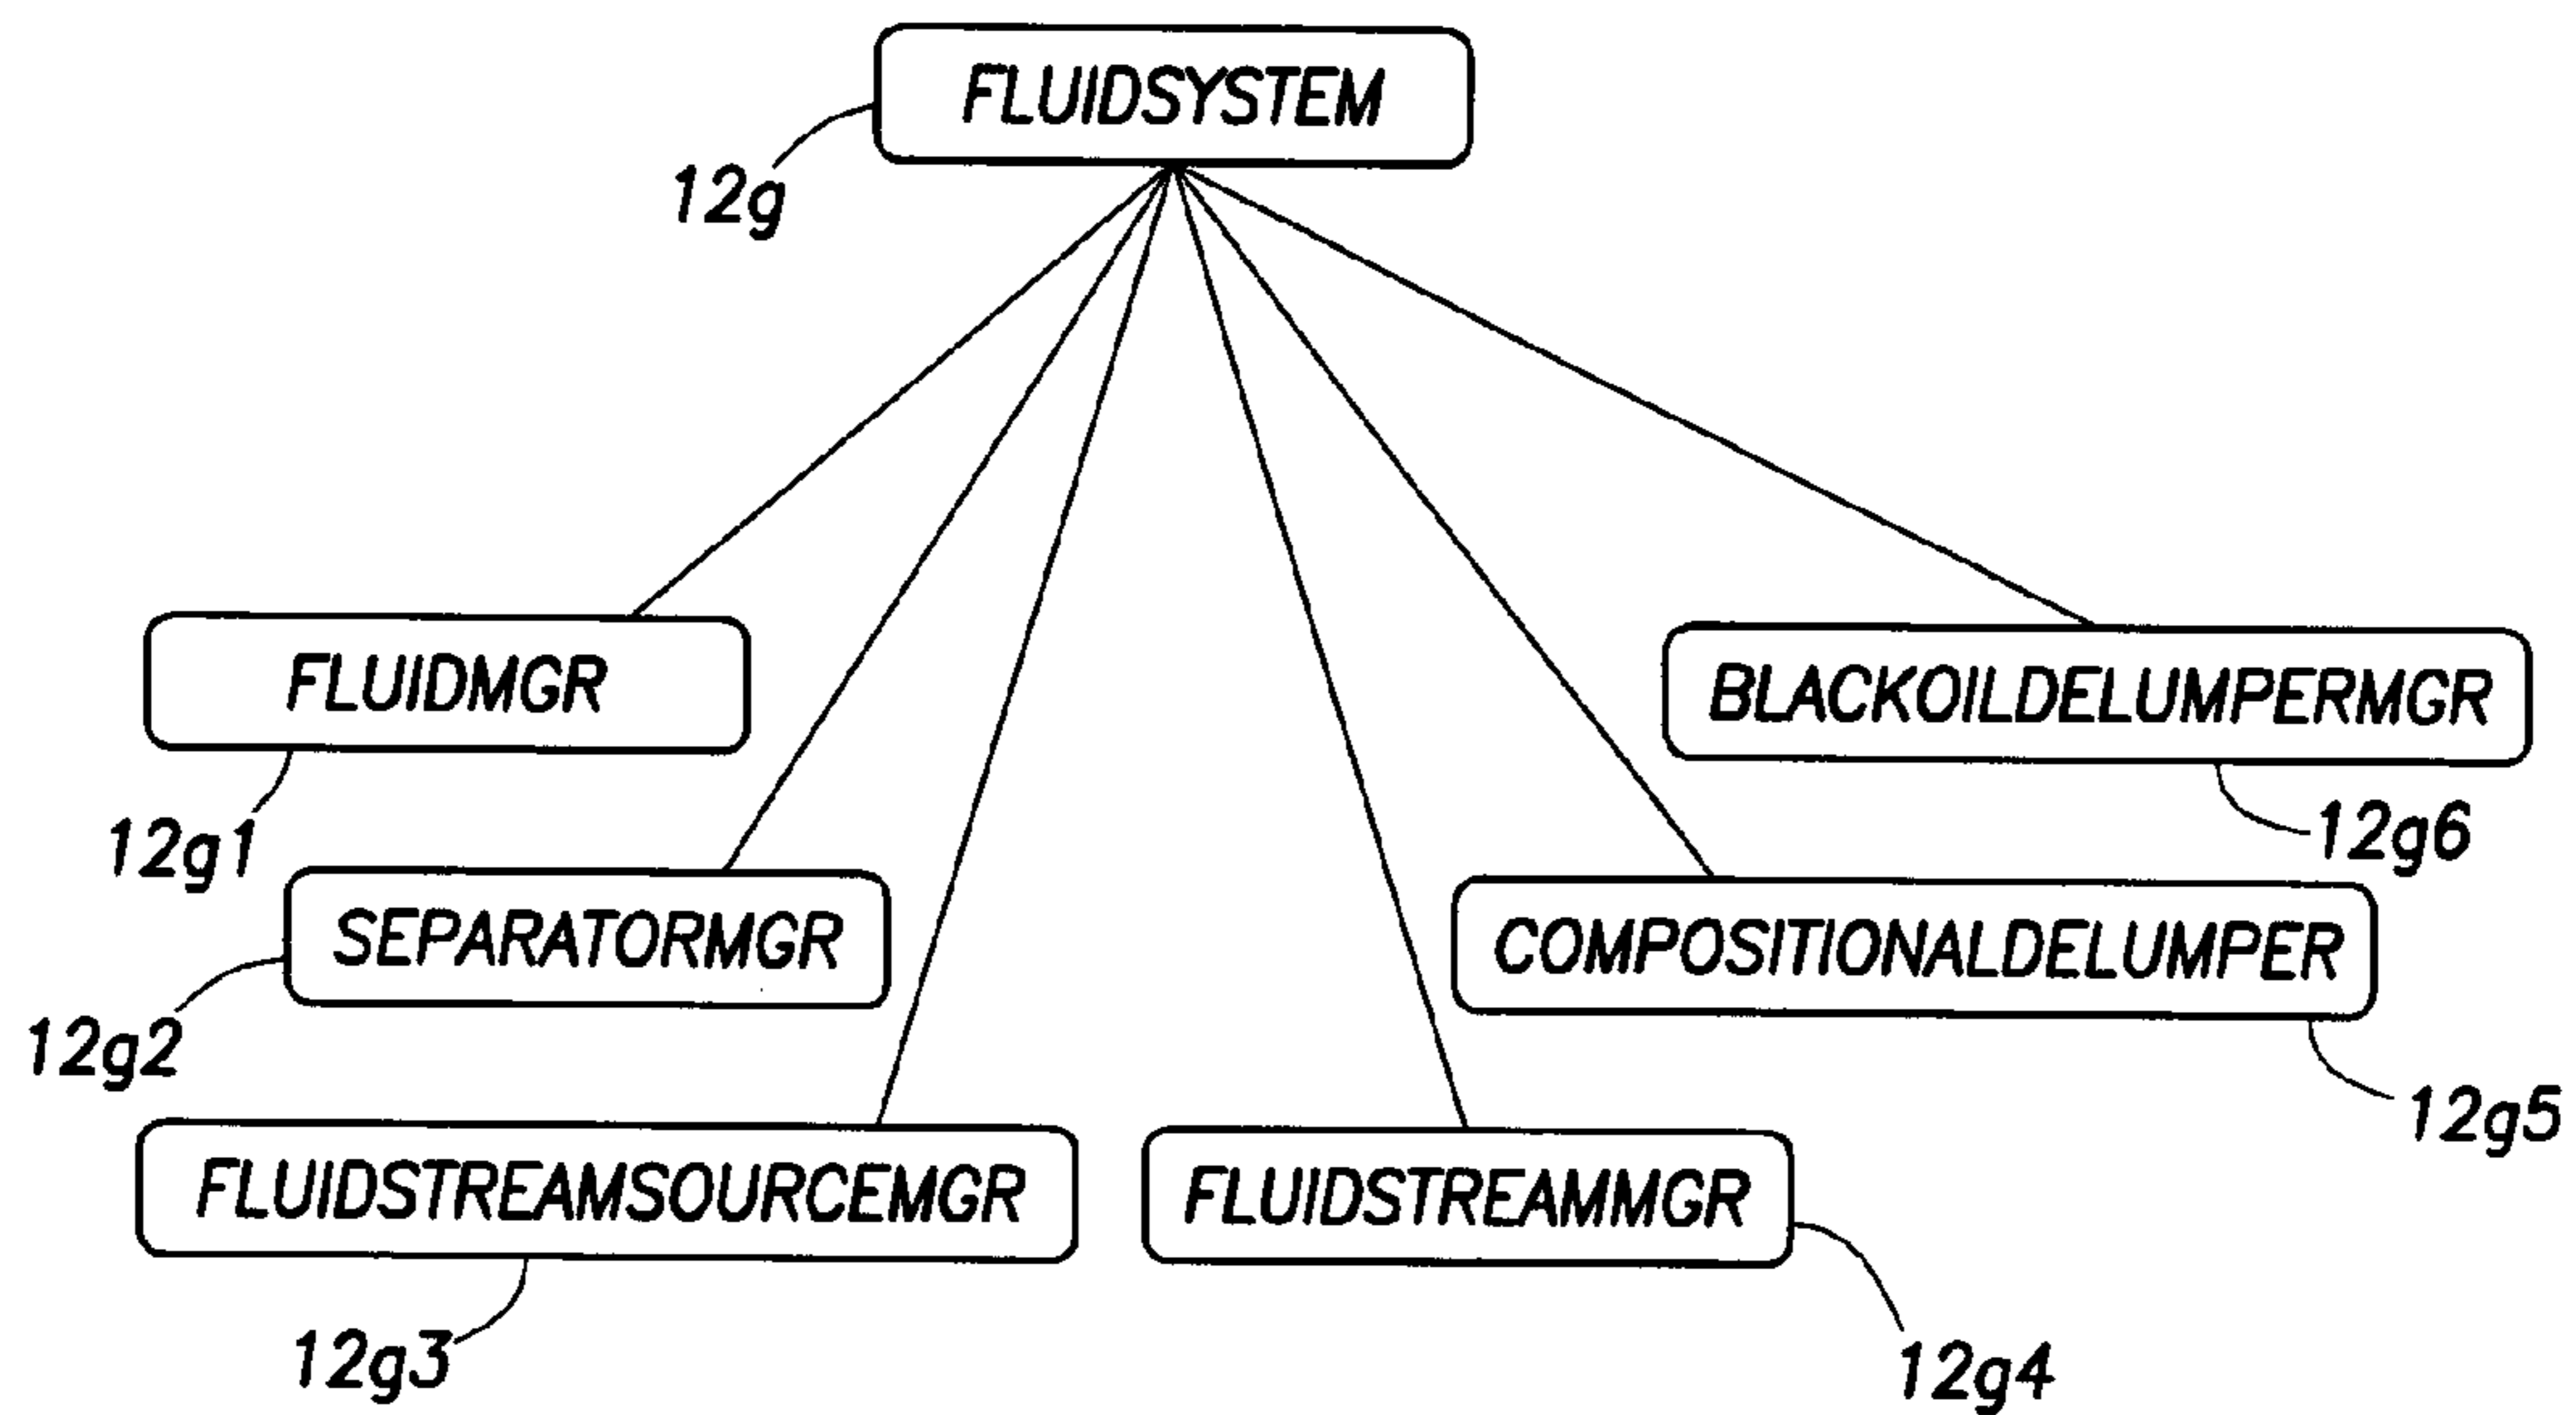 FLUIDSYSTEM
12g
FLUIDMGR
BLACKOILDELUMPERMGR
12g1
12g6
SEPARATORMGR
COMPOSITIONALDELUMPER
12g2
12g5
FLUIDSTREAMSOURCEMGR
FLUIDSTREAMMGR
12g3
12g4